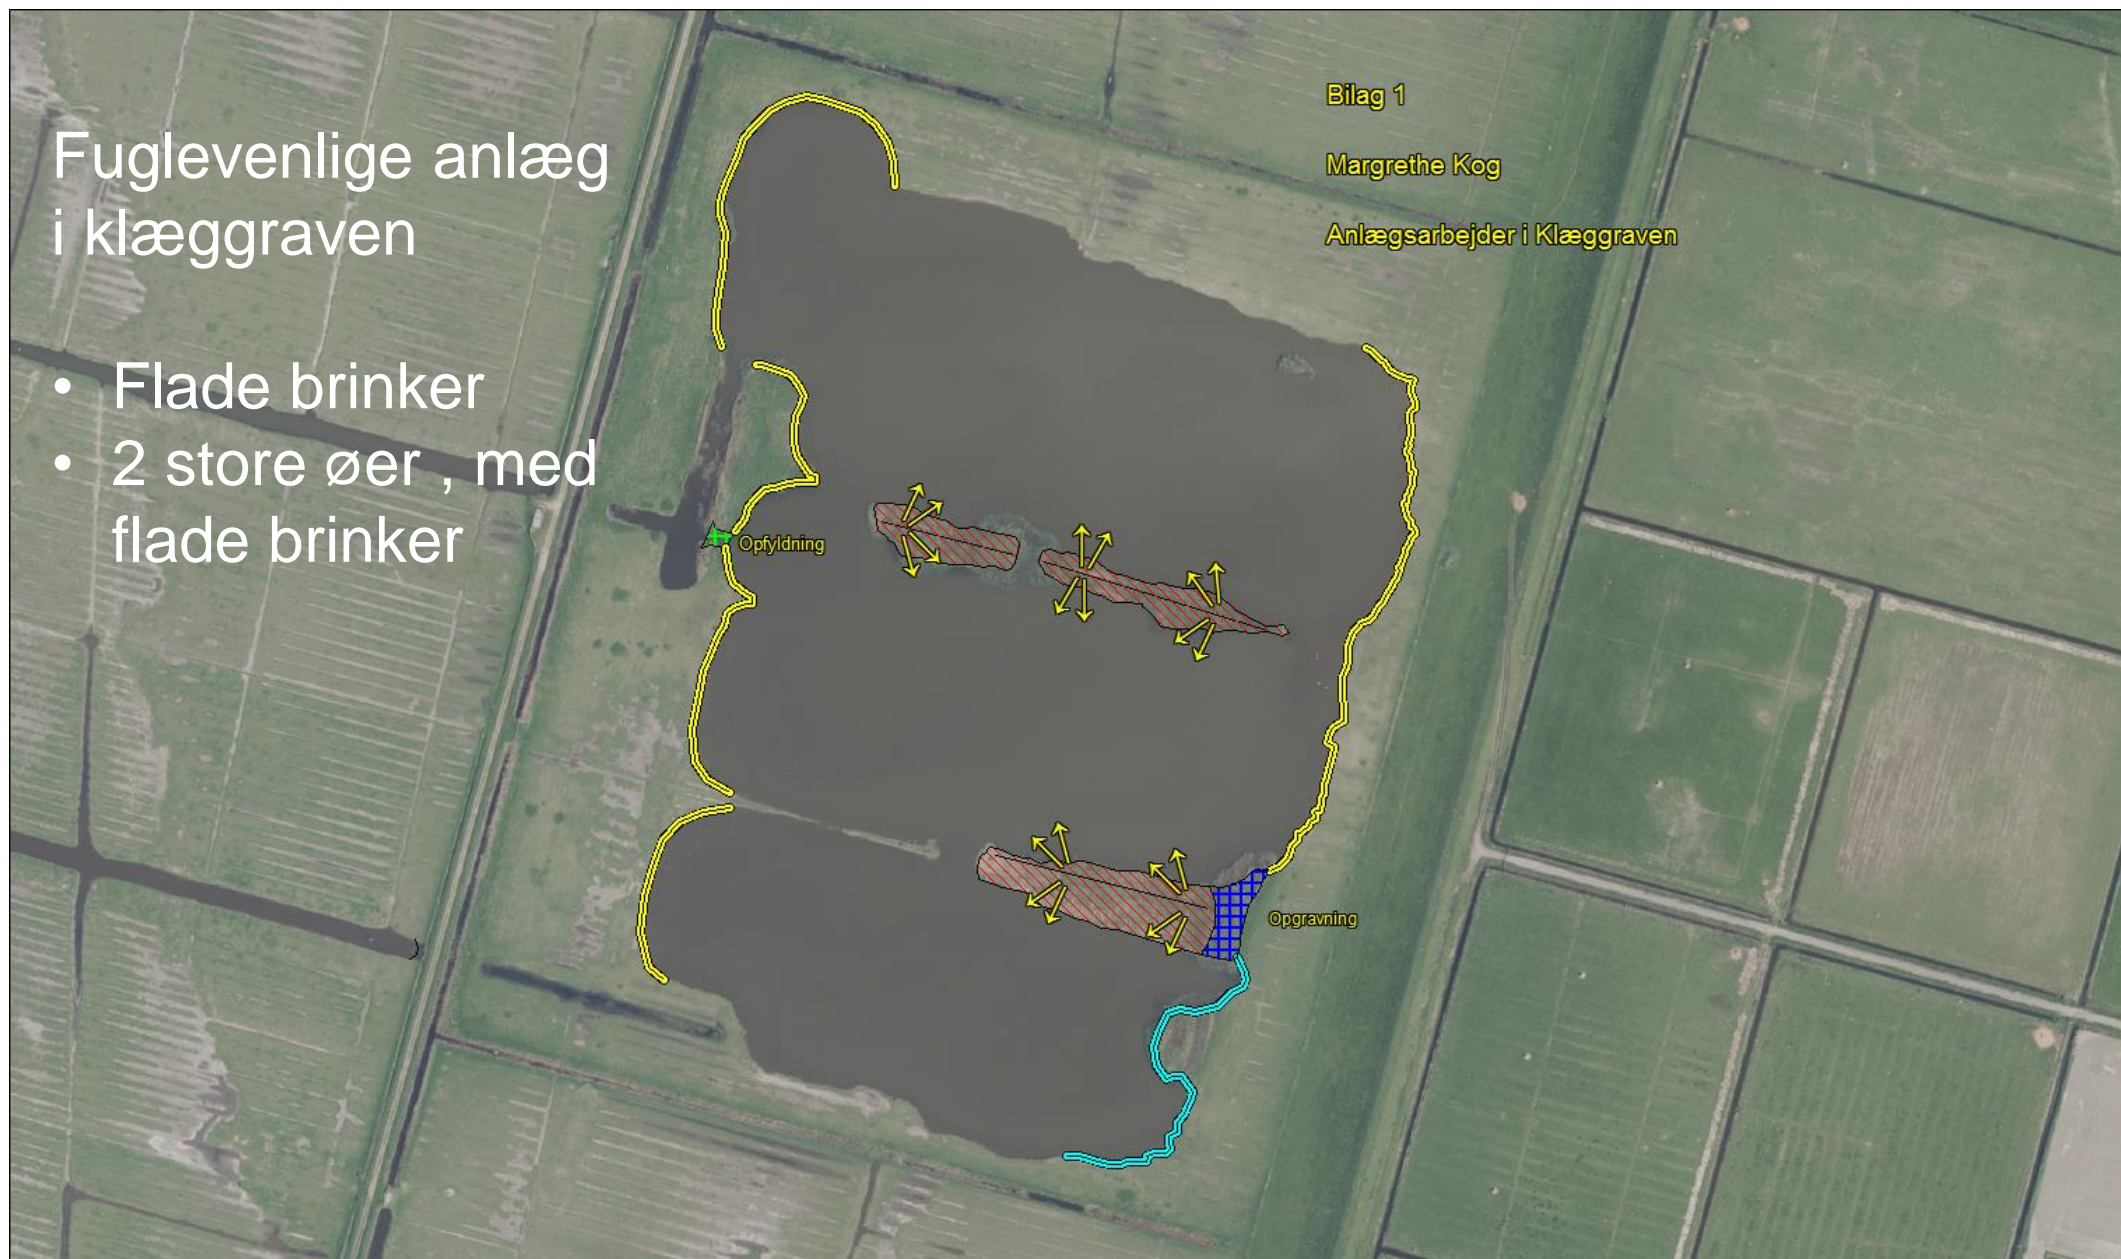 Fuglevenlige anlæg
i klæggraven
• Flade brinker
• 2 store øer , med
flade brinker
Bilag 1
Margrethe Kog
Anlægsarbejder i Klæggraven
Opfyldning
Opgravning